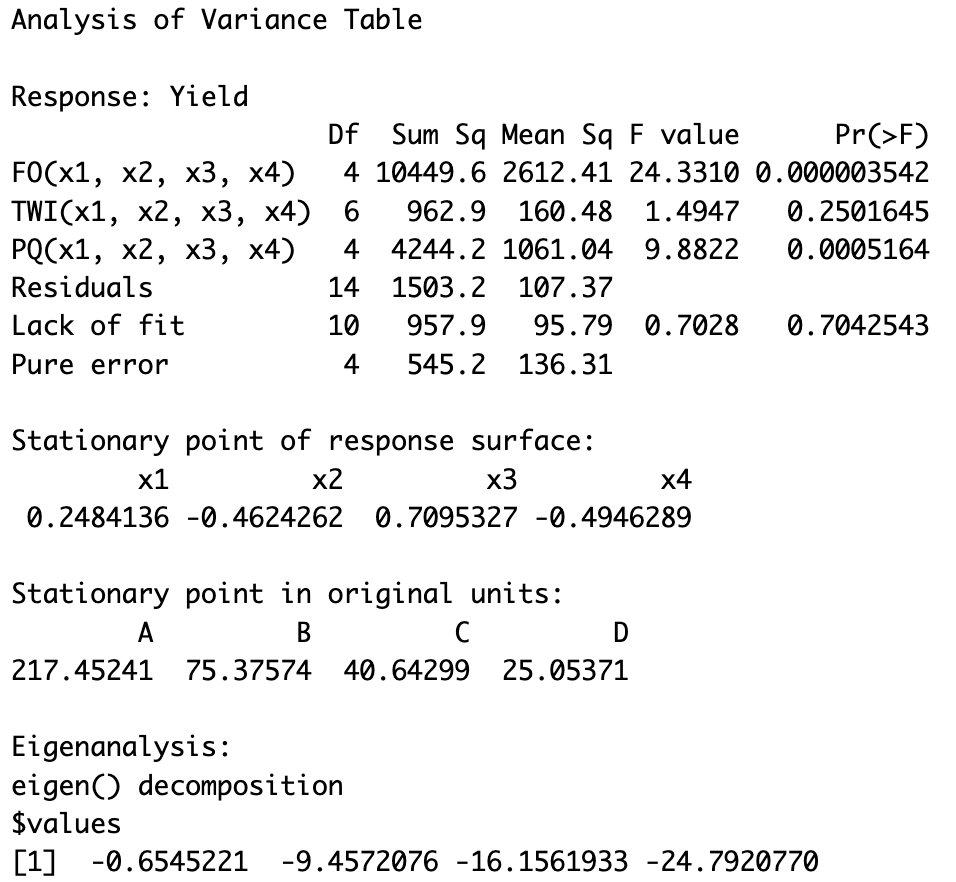 Analysis of Variance Table
Response: Yield
Df Sum Sq Mean Sq F value Pr(>F)
FO(x1, x2, x3, x4) 4 10449.6 2612.41 24.3310 0.000003542
TWI(x1, x2, x3, x4) 6 962.9 160.48 1.4947 0.2501645
PQ(x1, x2, x3, x4) 4 4244.2 1061.04 9.8822 0.0005164
Residuals 14 1503.2 107.37
Lack of fit 10 957.9 95.79 0.7028 0.7042543
Pure error 4 545.2 136.31
Stationary point of response surface:
x1 x2 x3 x4
0.2484136 -0.4624262 0.7095327 -0.4946289
Stationary point in original units:
A B C D
217.45241 75.37574 40.64299 25.05371
Eigenanalysis:
eigen() decomposition
$values
[1] -0.6545221 -9.4572076 -16.1561933 -24.7920770